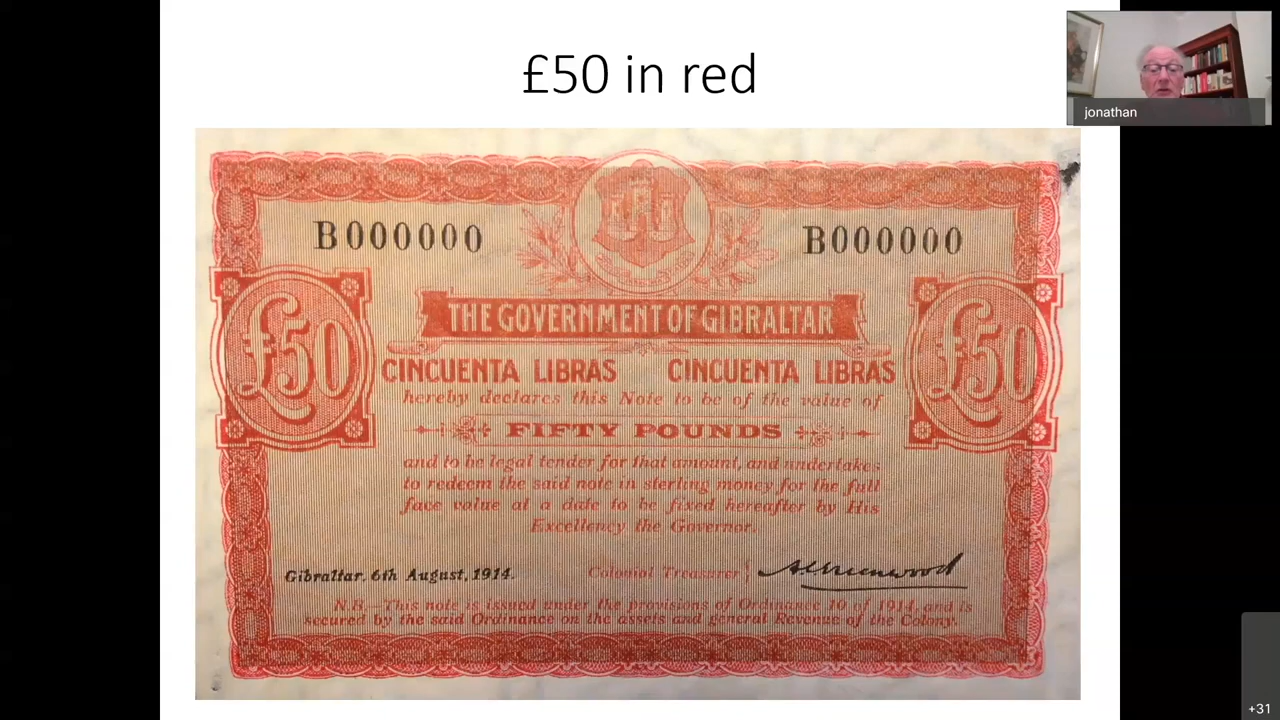 £50 in red
jonathan
B000000 B000000
THE GOVERNMENT OF GIBRALTAR
£50 £50
CINCUENTA LIBRAS CINCUENTA LIBRAS
hereby declares this Note to be of the value of
FIFTY POUNDS
and to be legal tender for that amount, and undertakes
to redeem the said note in sterling money for the full
face value at a date to be fixed hereafter by His
Excellency the Governor.
Gibraltar, 6th August, 1914. Colonial Treasurer A. Greenwood
N.B.—This note is issued under the provisions of Ordinance 10 of 1914, and is
secured by the said Ordinance on the assets and general Revenue of the Colony.
+31